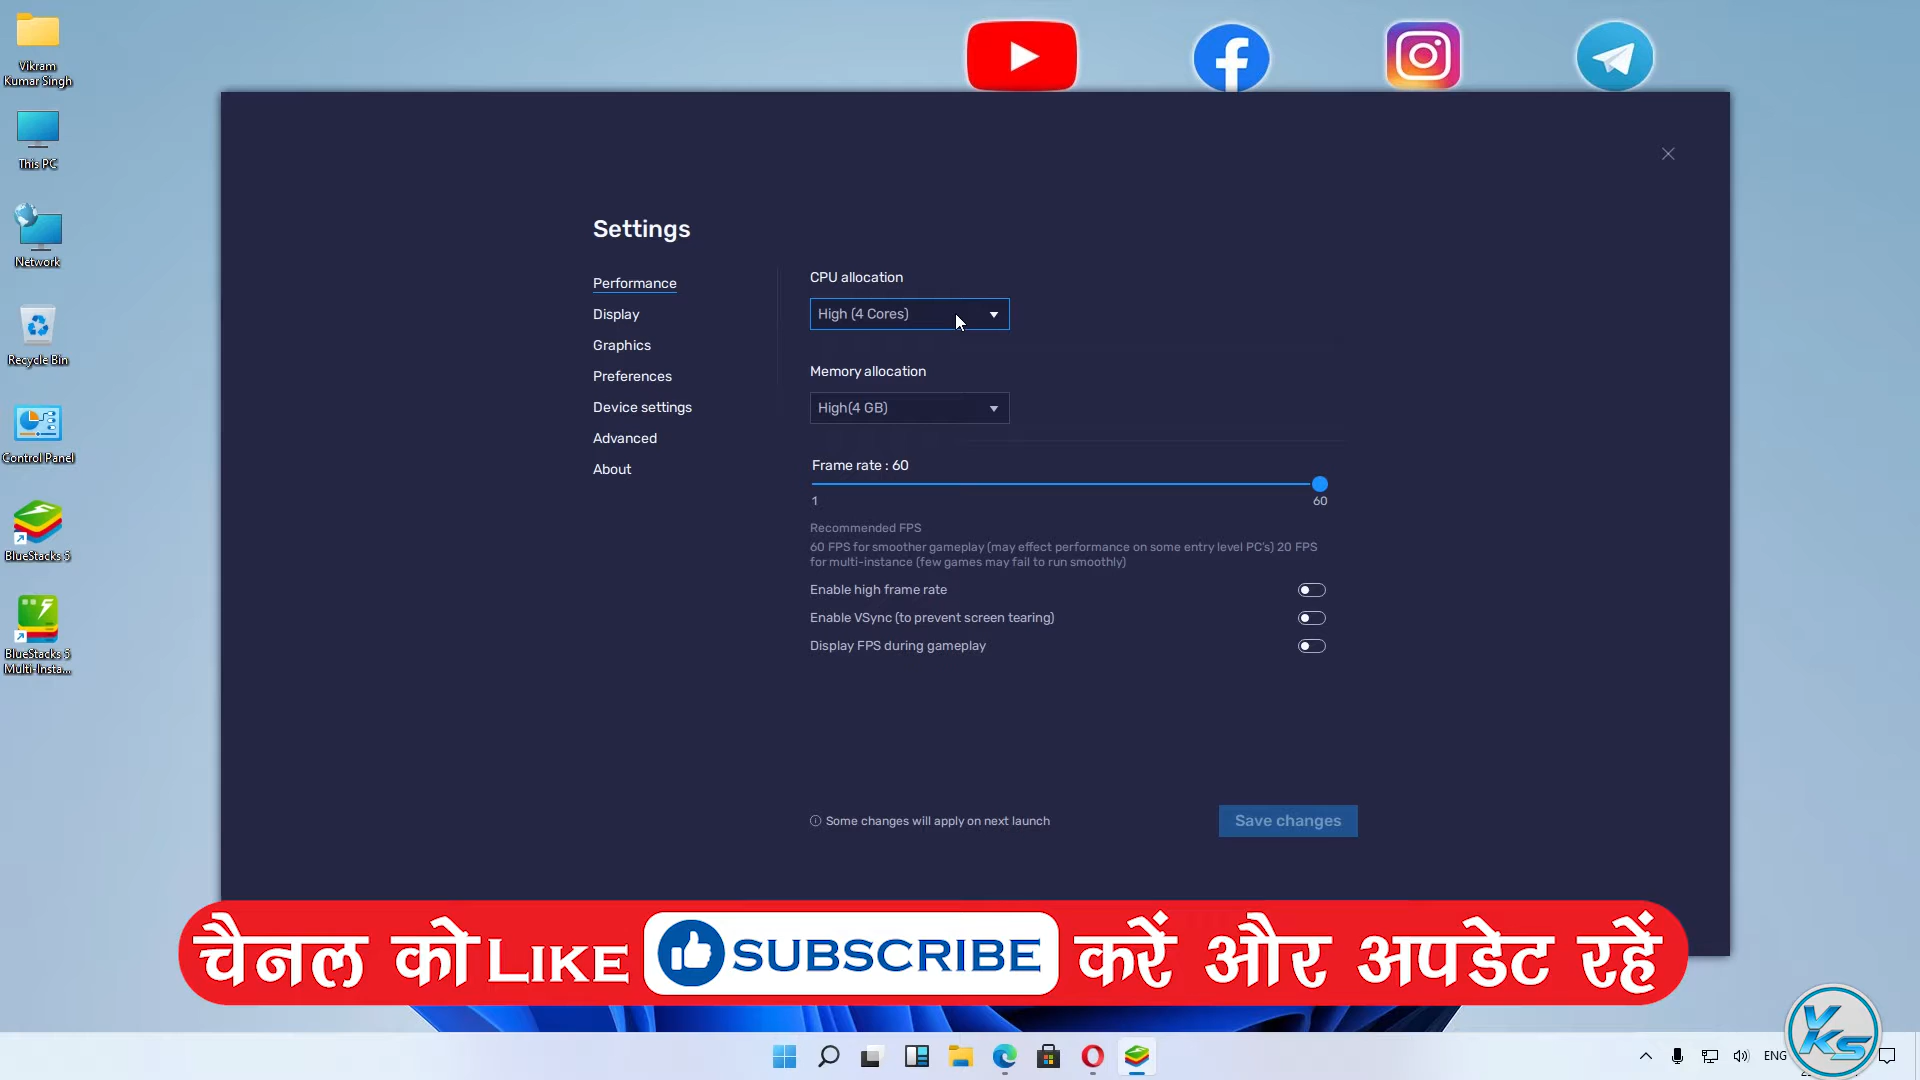 Vikram
Kumar Singh
This PC
Network
Recycle Bin
Control Panel
BlueStacks 5
BlueStacks 5
Multi-Insta...
Settings
Performance
Display
Graphics
Preferences
Device settings
Advanced
About
CPU allocation
High (4 Cores)
Memory allocation
High(4 GB)
Frame rate : 60
1
60
Recommended FPS
60 FPS for smoother gameplay (may effect performance on some entry level PC's) 20 FPS
for multi-instance (few games may fail to run smoothly)
Enable high frame rate
Enable VSync (to prevent screen tearing)
Display FPS during gameplay
Some changes will apply on next launch
Save changes
चैनल को LIKE SUBSCRIBE करें और अपडेट रहें
ENG
YKS